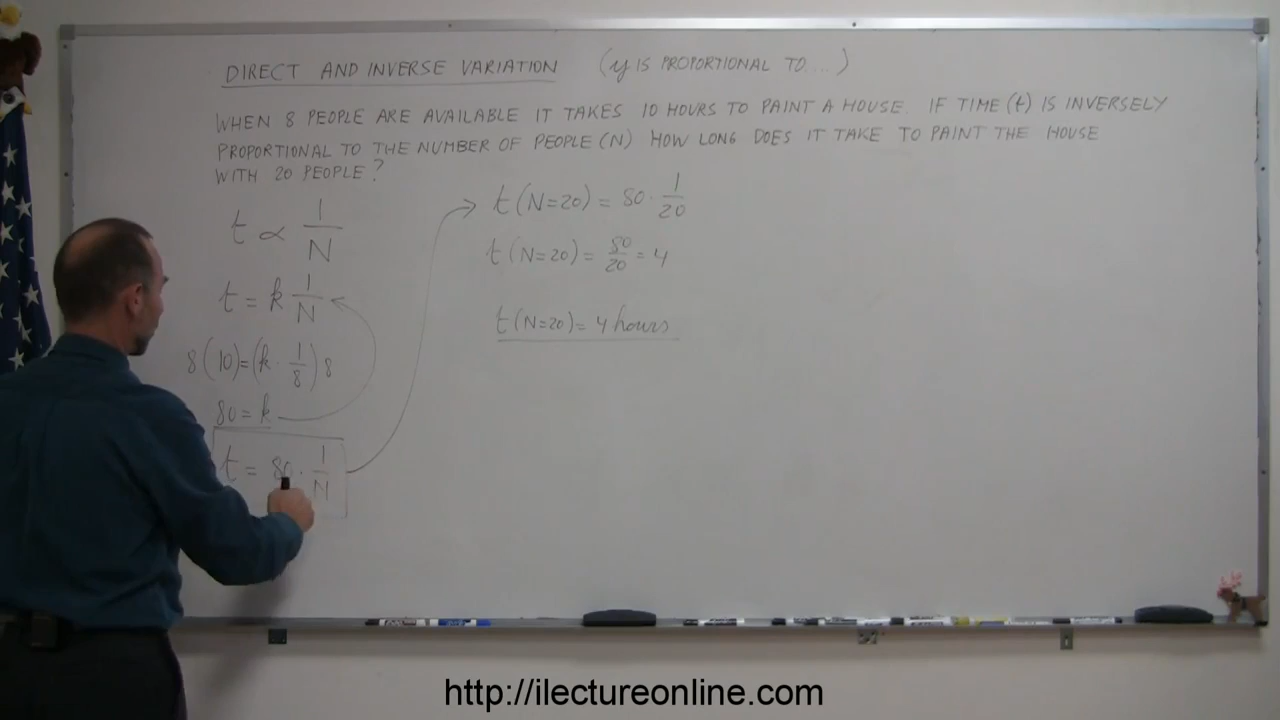 DIRECT AND INVERSE VARIATION (y IS PROPORTIONAL TO....)
WHEN 8 PEOPLE ARE AVAILABLE IT TAKES 10 HOURS TO PAINT A HOUSE. IF TIME (t) IS INVERSELY
PROPORTIONAL TO THE NUMBER OF PEOPLE (N) HOW LONG DOES IT TAKE TO PAINT THE HOUSE
WITH 20 PEOPLE?
t ∝ 1/N
t = k 1/N
8(10)=(k · 1/8)8
80 = k
t = 80 · 1/N
t(N=20) = 80 · 1/20
t(N=20) = 80/20 = 4
t(N=20) = 4 hours
http://ilectureonline.com